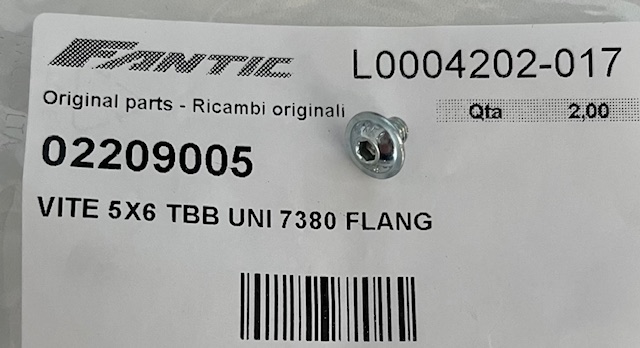 FANTIC L0004202-017
Original parts - Ricambi originali Qta 2,00
02209005
VITE 5X6 TBB UNI 7380 FLANG